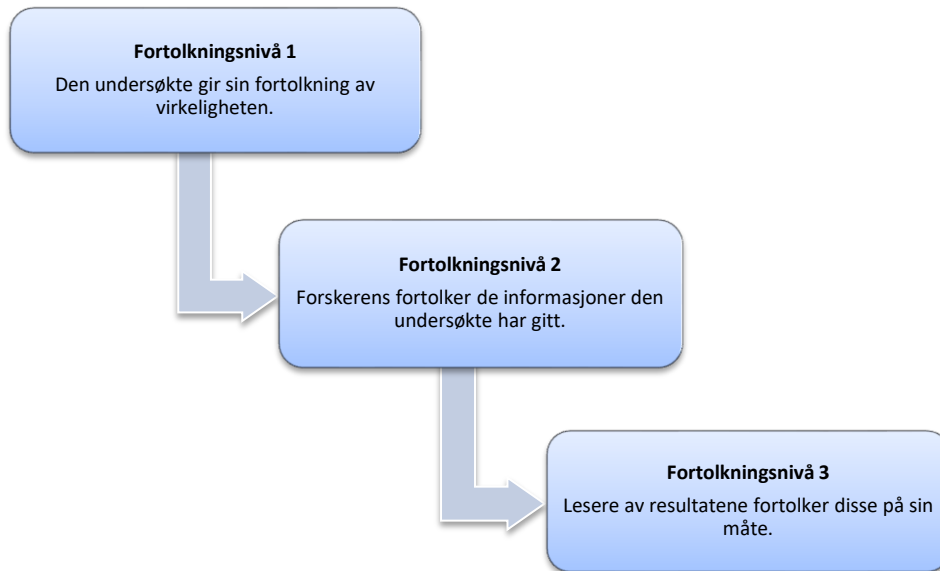 Fortolkningsnivå 1
Den undersøkte gir sin fortolkning av
virkeligheten.
Fortolkningsnivå 2
Forskerens fortolker de informasjoner den
undersøkte har gitt.
Fortolkningsnivå 3
Lesere av resultatene fortolker disse på sin
måte.